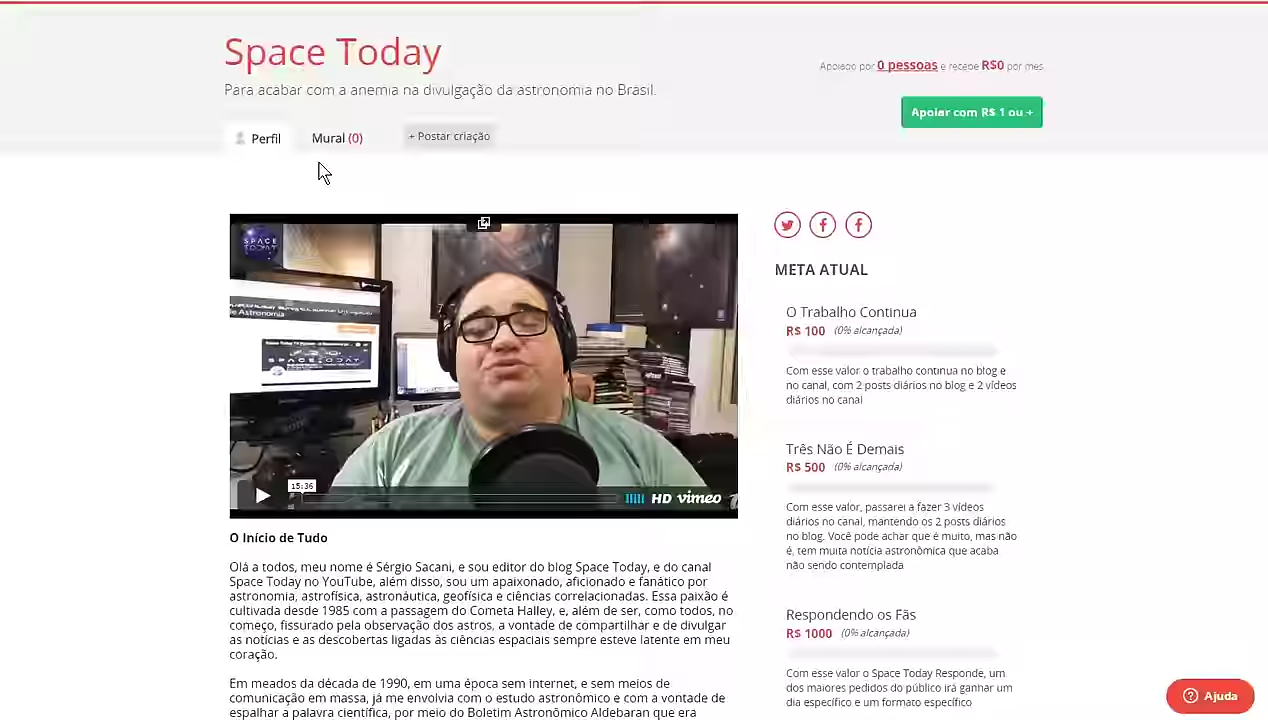 Space Today
Para acabar com a anemia na divulgação da astronomia no Brasil.
Apoiado por 0 pessoas e recebe R$0 por mês
Apoiar com R$ 1 ou +
Perfil
Mural (0)
+ Postar criação
SPACE
TODAY
de Astronomia
SPACETODAY
15:36
HD vimeo
O Início de Tudo
Olá a todos, meu nome é Sérgio Sacani, e sou editor do blog Space Today, e do canal
Space Today no YouTube, além disso, sou um apaixonado, aficionado e fanático por
astronomia, astrofísica, astronáutica, geofísica e ciências correlacionadas. Essa paixão é
cultivada desde 1985 com a passagem do Cometa Halley, e, além de ser, como todos, no
começo, fissurado pela observação dos astros, a vontade de compartilhar e de divulgar
as notícias e as descobertas ligadas às ciências espaciais sempre esteve latente em meu
coração.
Em meados da década de 1990, em uma época sem internet, e sem meios de
comunicação em massa, já me envolvia com o estudo astronômico e com a vontade de
espalhar a palavra científica, por meio do Boletim Astronômico Aldebaran que era
META ATUAL
O Trabalho Continua
R$ 100 (0% alcançada)
Com esse valor o trabalho continua no blog e
no canal, com 2 posts diários no blog e 2 vídeos
diários no canal
Três Não É Demais
R$ 500 (0% alcançada)
Com esse valor, passarei a fazer 3 vídeos
diários no canal, mantendo os 2 posts diários
no blog. Você pode achar que é muito, mas não
é, tem muita notícia astronômica que acaba
não sendo contemplada
Respondendo os Fãs
R$ 1000 (0% alcançada)
Com esse valor o Space Today Responde, um
dos maiores pedidos do público irá ganhar um
dia específico e um formato específico
Ajuda